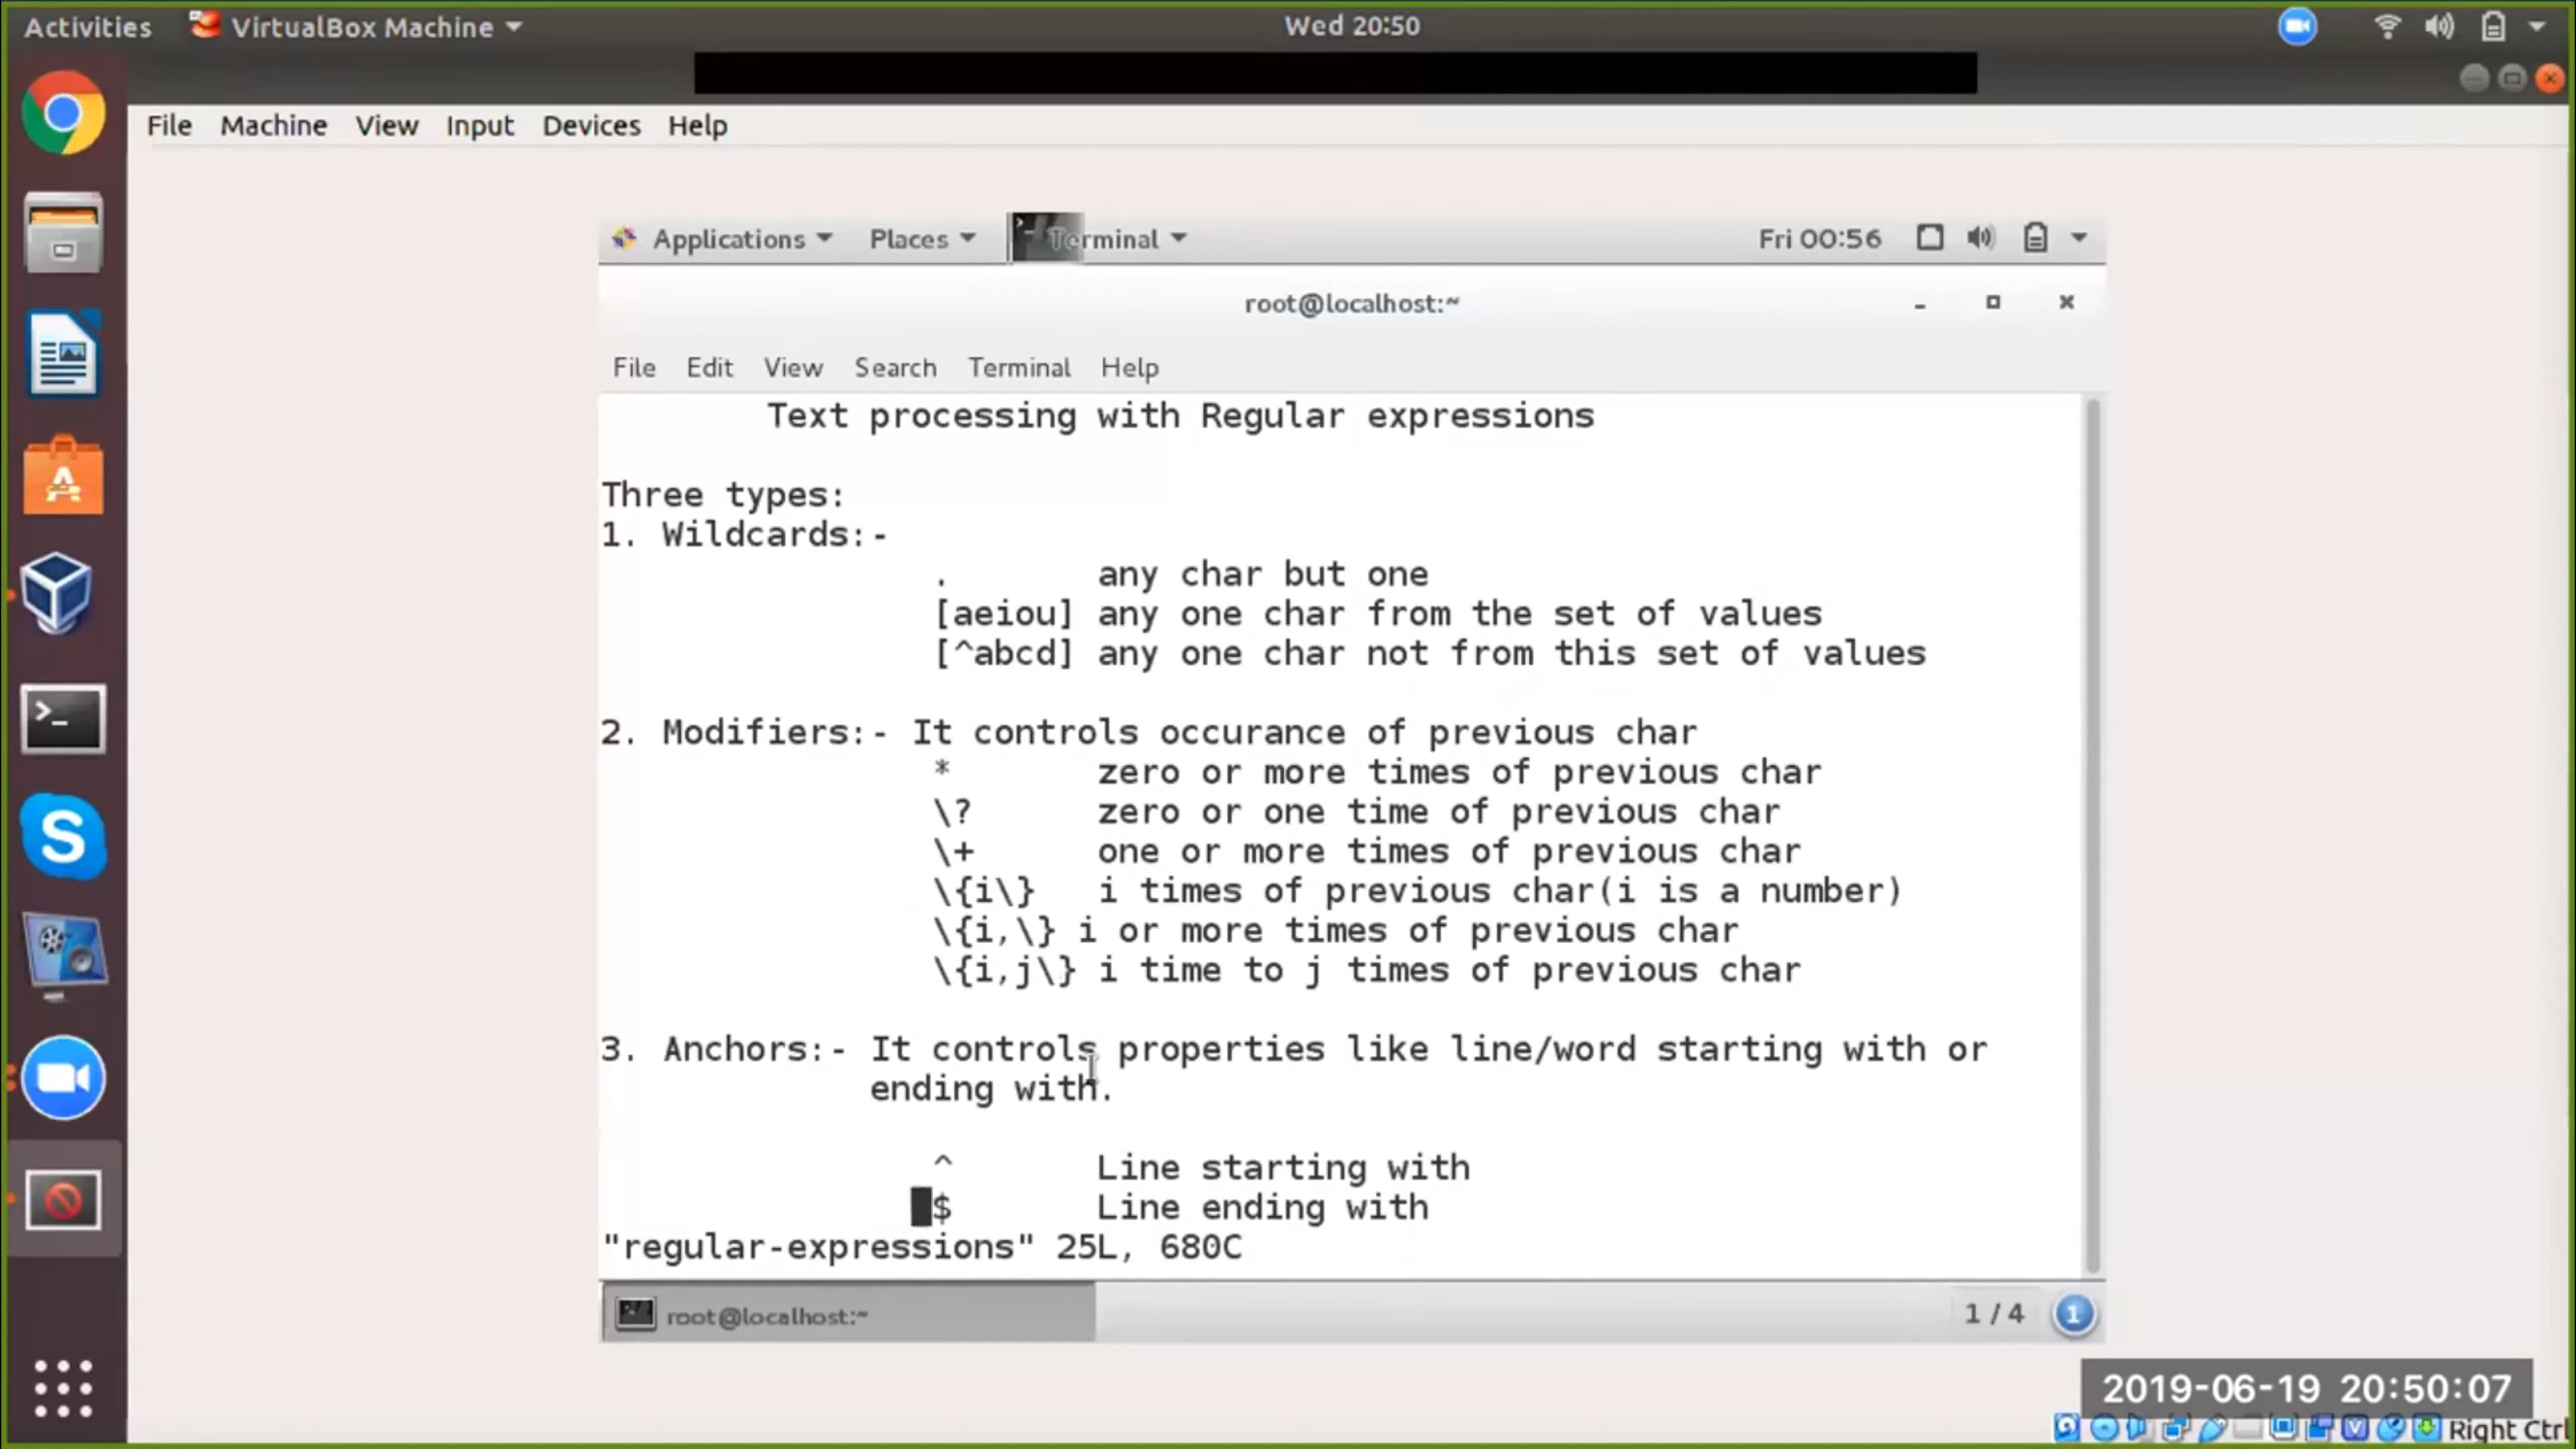 Activities VirtualBox Machine Wed 20:50
File Machine View Input Devices Help
Applications Places Terminal Fri 00:56
root@localhost:~
File Edit View Search Terminal Help
Text processing with Regular expressions
Three types:
1. Wildcards:-
. any char but one
[aeiou] any one char from the set of values
[^abcd] any one char not from this set of values
2. Modifiers:- It controls occurance of previous char
* zero or more times of previous char
\? zero or one time of previous char
\+ one or more times of previous char
\{i\} i times of previous char(i is a number)
\{i,\} i or more times of previous char
\{i,j\} i time to j times of previous char
3. Anchors:- It controls properties like line/word starting with or
ending with.
^ Line starting with
$ Line ending with
"regular-expressions" 25L, 680C
root@localhost:~ 1 / 4 1
2019-06-19 20:50:07
Right Ctrl